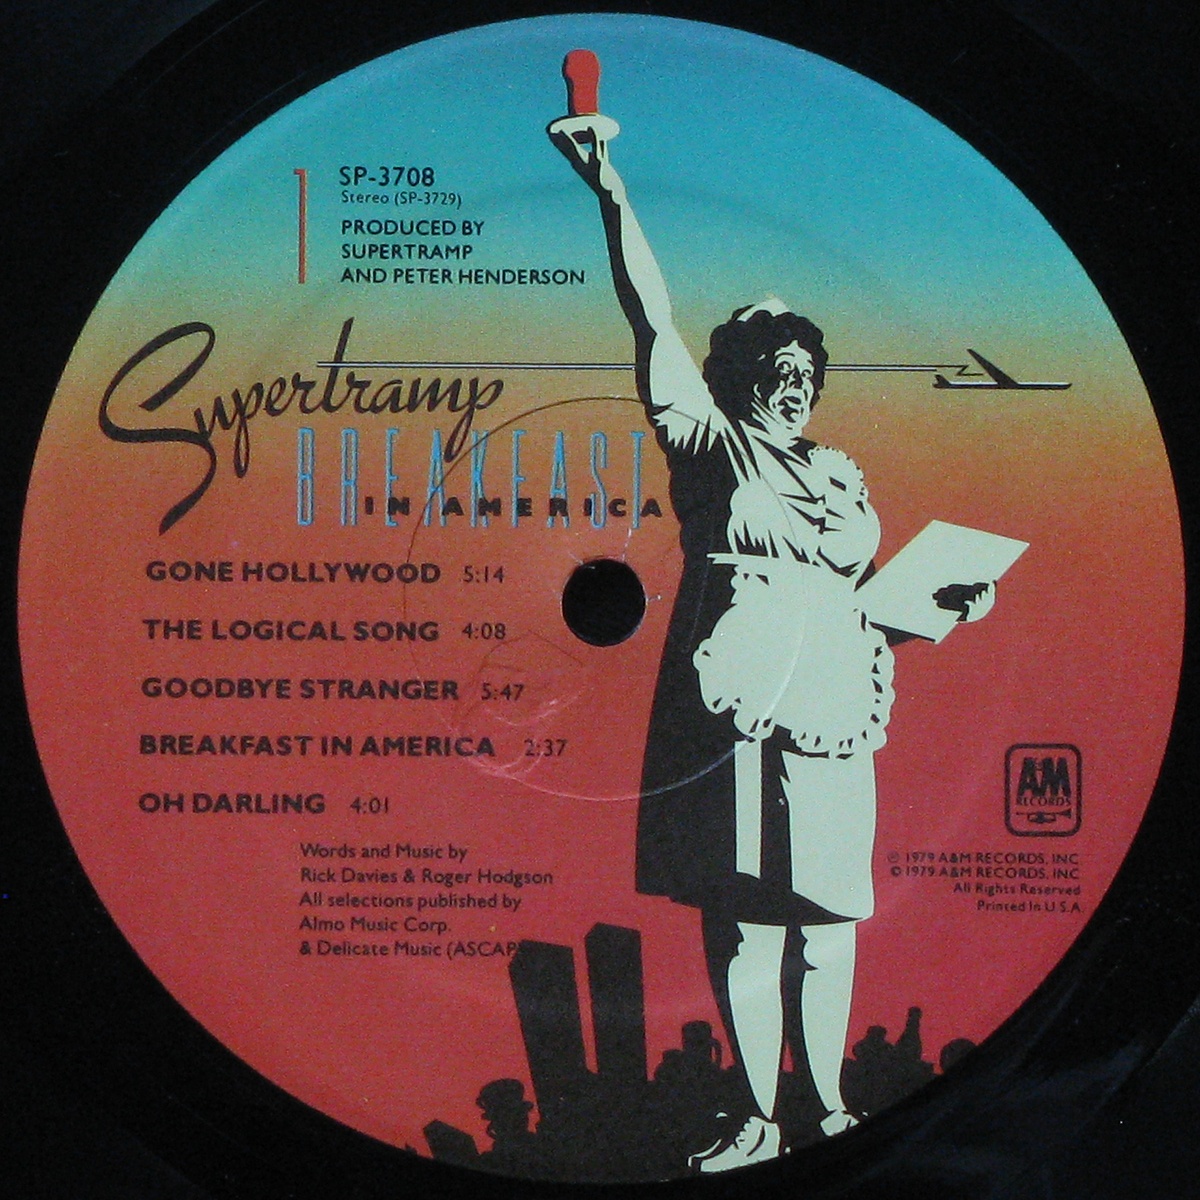 1
SP-3708
Stereo (SP-3729)
PRODUCED BY
SUPERTRAMP
AND PETER HENDERSON
Supertramp
BREAKFAST
IN AMERICA
GONE HOLLYWOOD 5:14
THE LOGICAL SONG 4:08
GOODBYE STRANGER 5:47
BREAKFAST IN AMERICA 2:37
OH DARLING 4:01
Words and Music by
Rick Davies & Roger Hodgson
All selections published by
Almo Music Corp.
& Delicate Music (ASCAP)
A&M
RECORDS
℗ 1979 A&M RECORDS, INC.
© 1979 A&M RECORDS, INC.
All Rights Reserved
Printed In U.S.A.